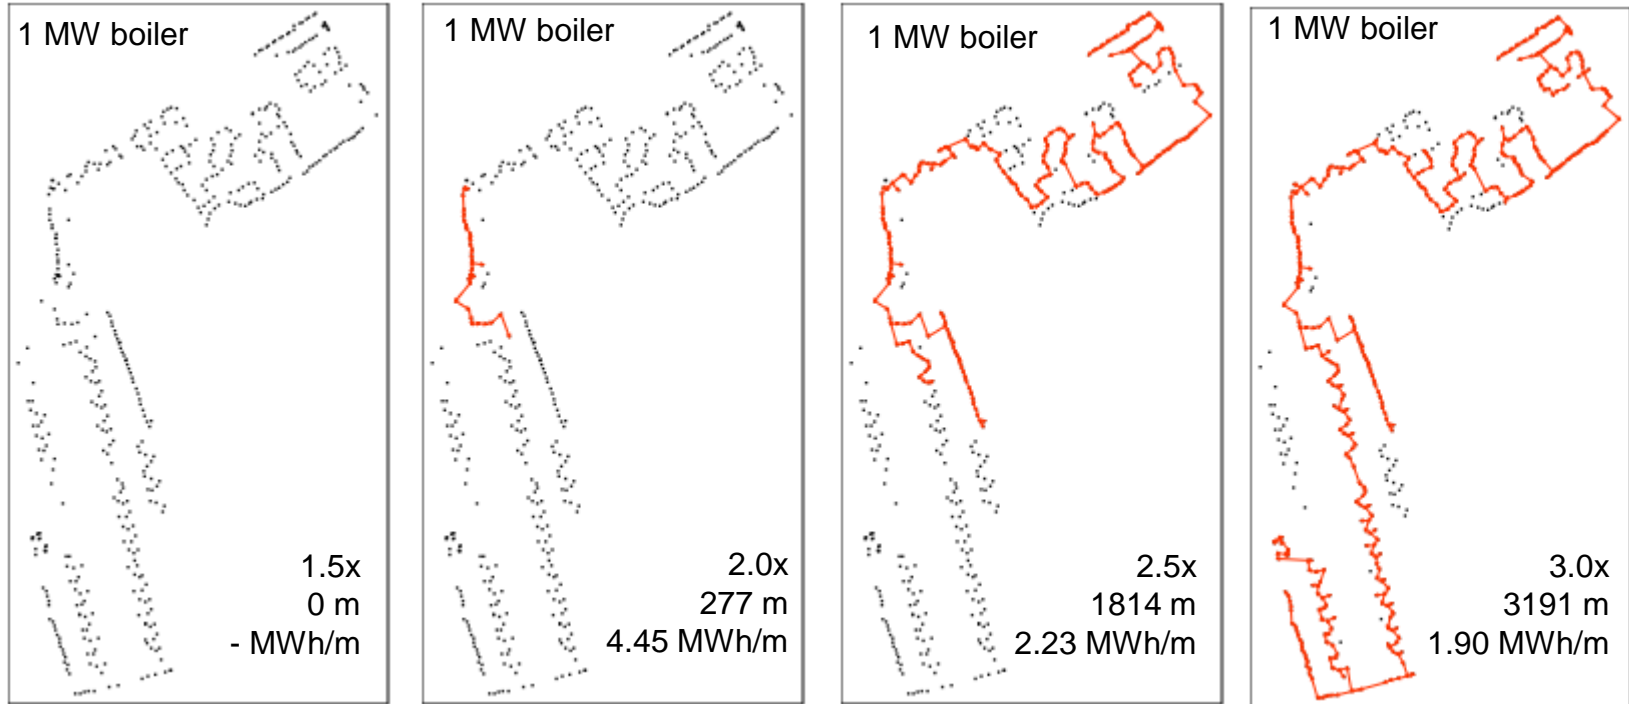 1 MW boiler
1.5x
0 m
- MWh/m
1 MW boiler
2.0x
277 m
4.45 MWh/m
1 MW boiler
2.5x
1814 m
2.23 MWh/m
1 MW boiler
3.0x
3191 m
1.90 MWh/m